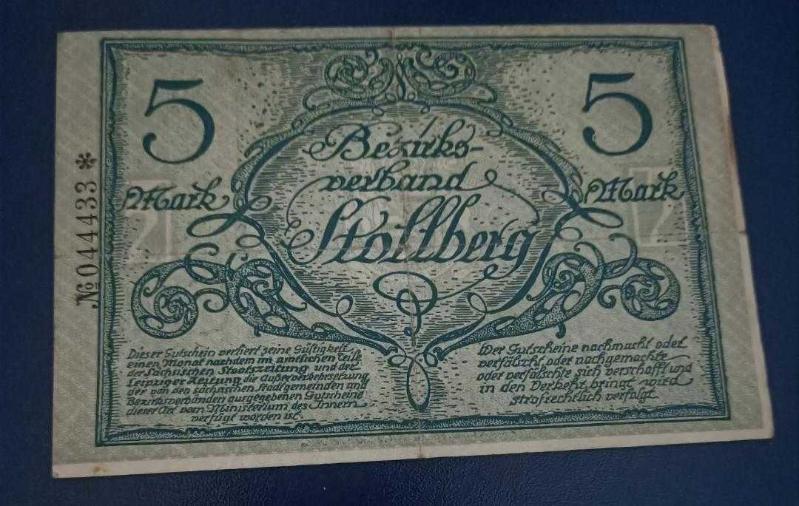 5
5
Mark
Mark
Bezirks-
verband
Stollberg
№ 044433 *
Dieser Gutschein verliert seine Gültigkeit
einen Monat nachdem im amtlichen Teile
der Sächsischen Staatszeitung und der
Leipziger Zeitung die Außerverkehrsetzung
der von den sächsischen Stadtgemeinden und
Bezirksverbänden ausgegebenen Gutscheine
dieser Art vom Ministerium des Innern
verfügt worden ist.
Wer Gutscheine nachmacht oder
verfälscht oder nachgemachte
oder verfälschte sich verschafft und
in den Verkehr bringt wird
strafrechtlich verfolgt.